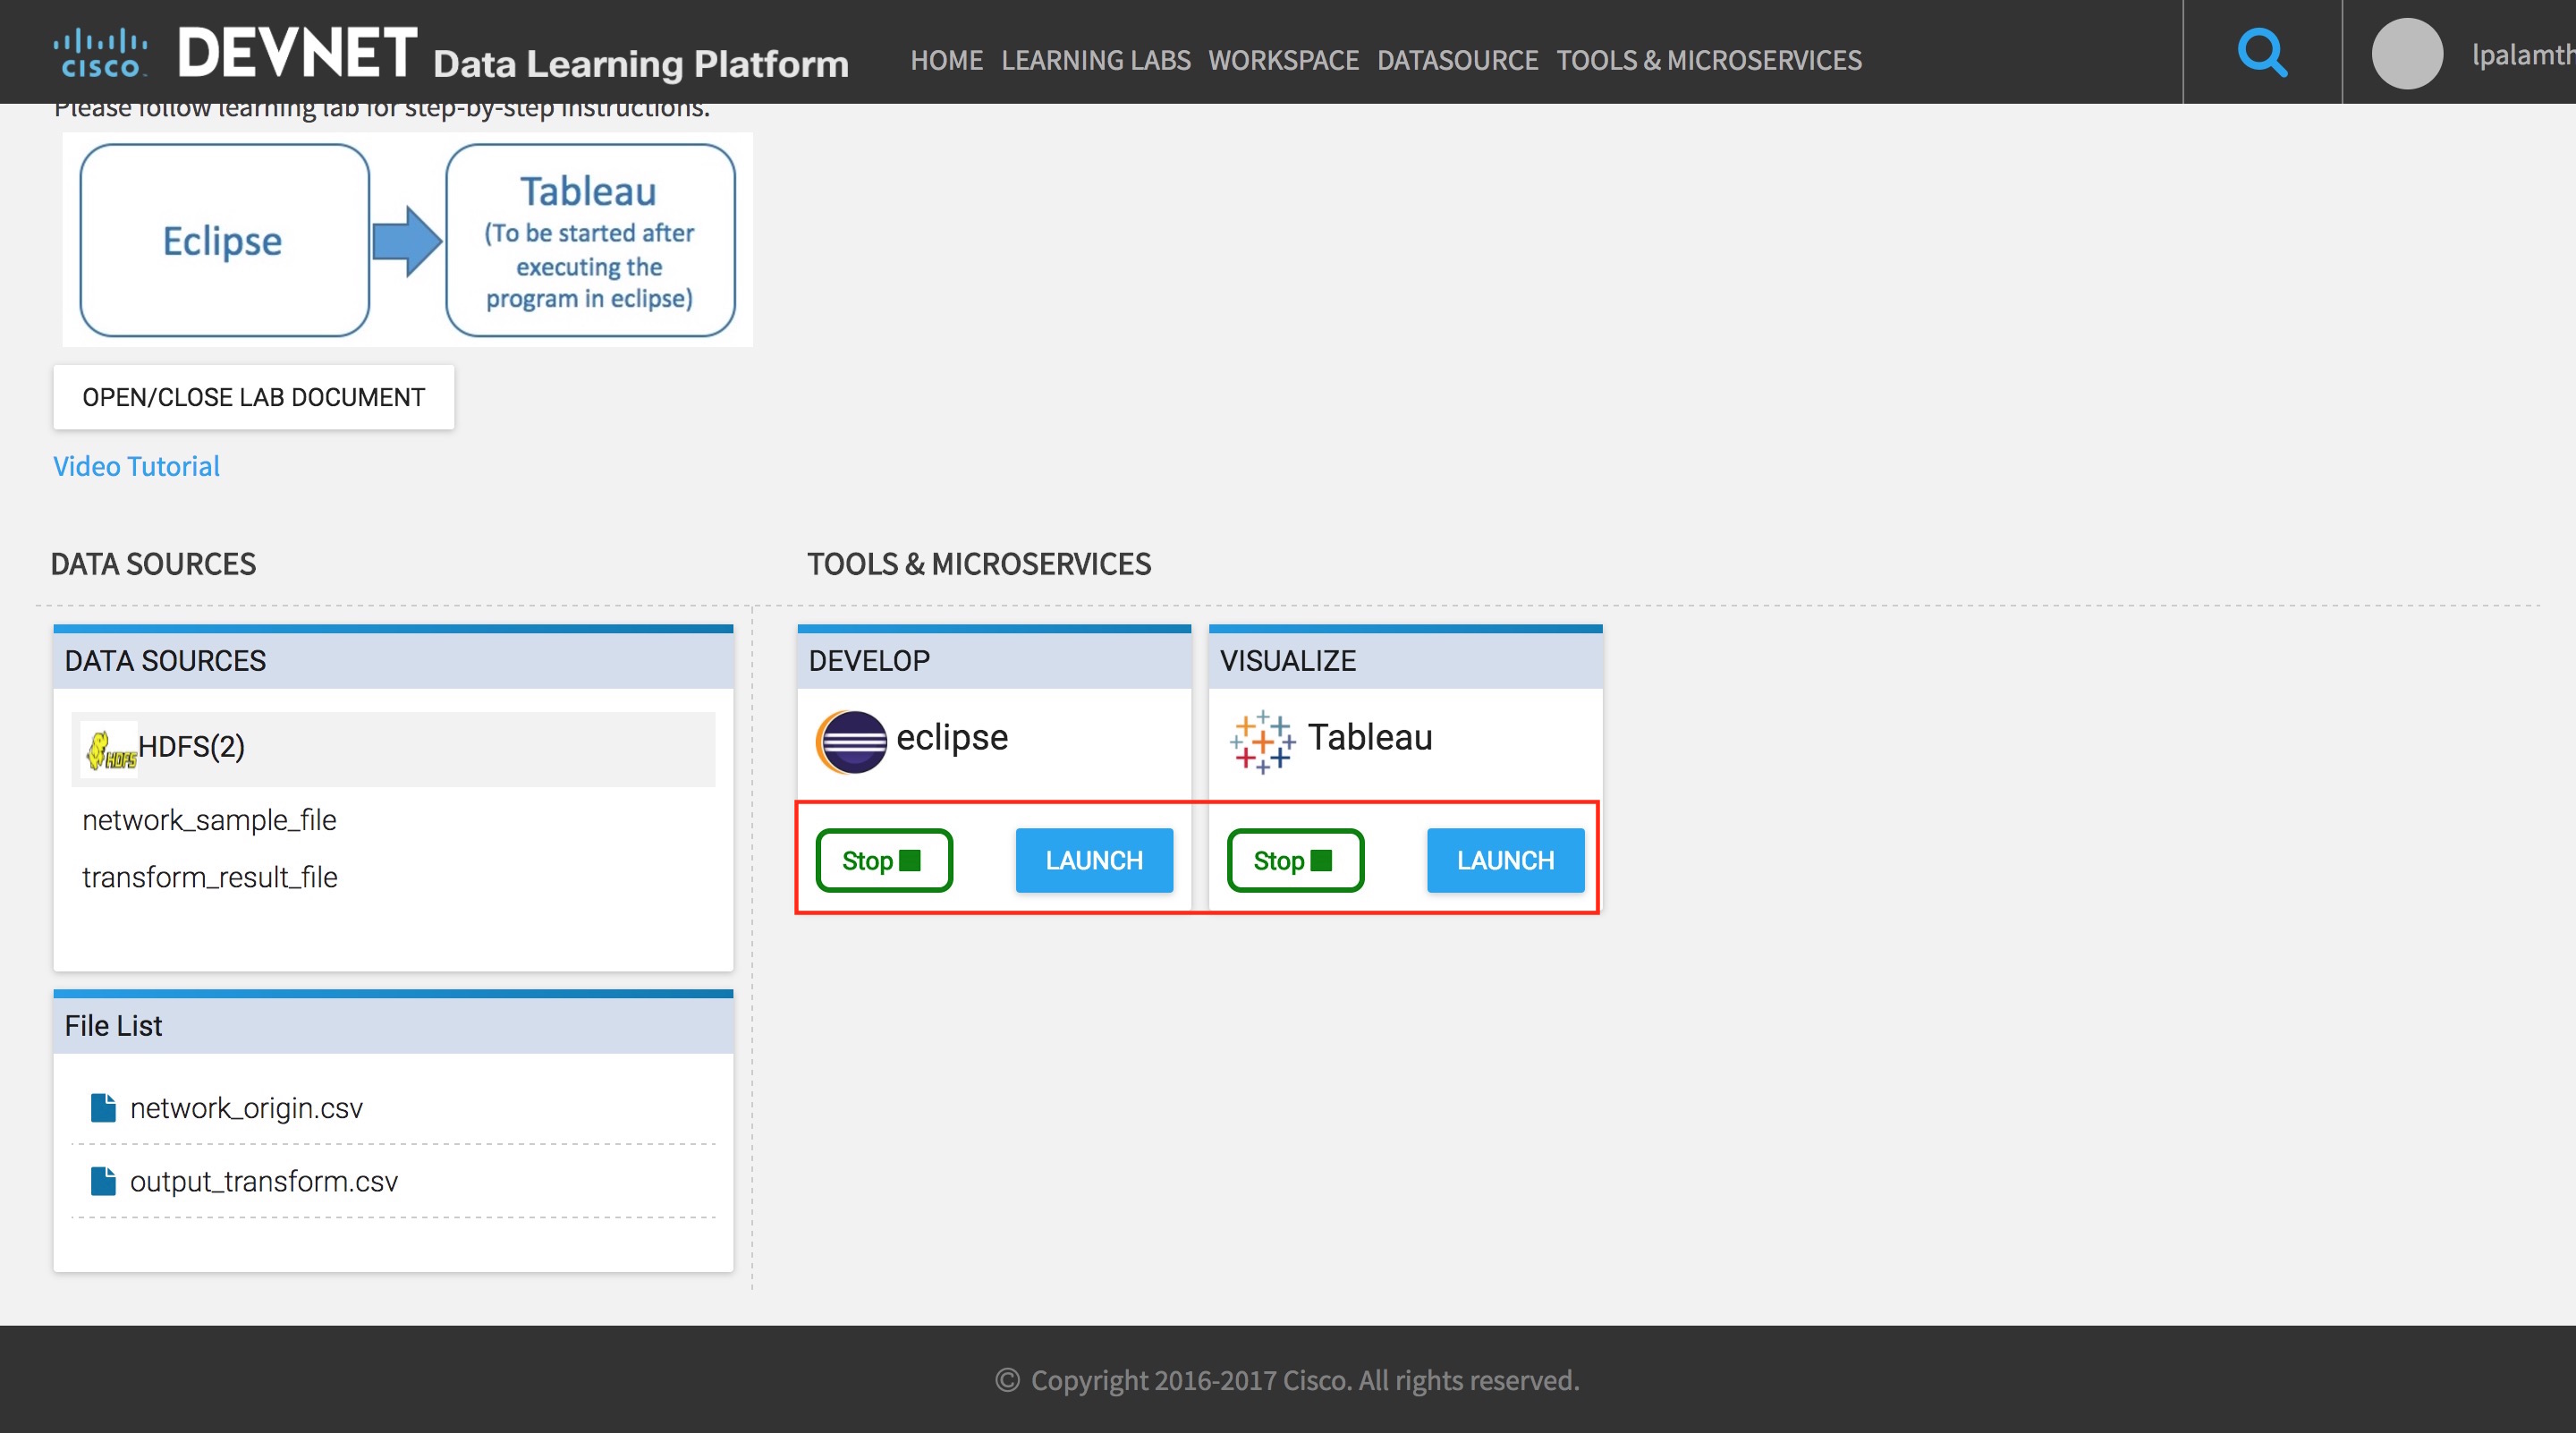 CISCO DEVNET Data Learning Platform HOME LEARNING LABS WORKSPACE DATASOURCE TOOLS & MICROSERVICES lpalamth
Please follow learning lab for step-by-step instructions.
Eclipse
Tableau
(To be started after
executing the
program in eclipse)
OPEN/CLOSE LAB DOCUMENT
Video Tutorial
DATA SOURCES
TOOLS & MICROSERVICES
DATA SOURCES
HDFS HDFS(2)
network_sample_file
transform_result_file
File List
network_origin.csv
output_transform.csv
DEVELOP
eclipse
Stop LAUNCH
VISUALIZE
Tableau
Stop LAUNCH
© Copyright 2016-2017 Cisco. All rights reserved.